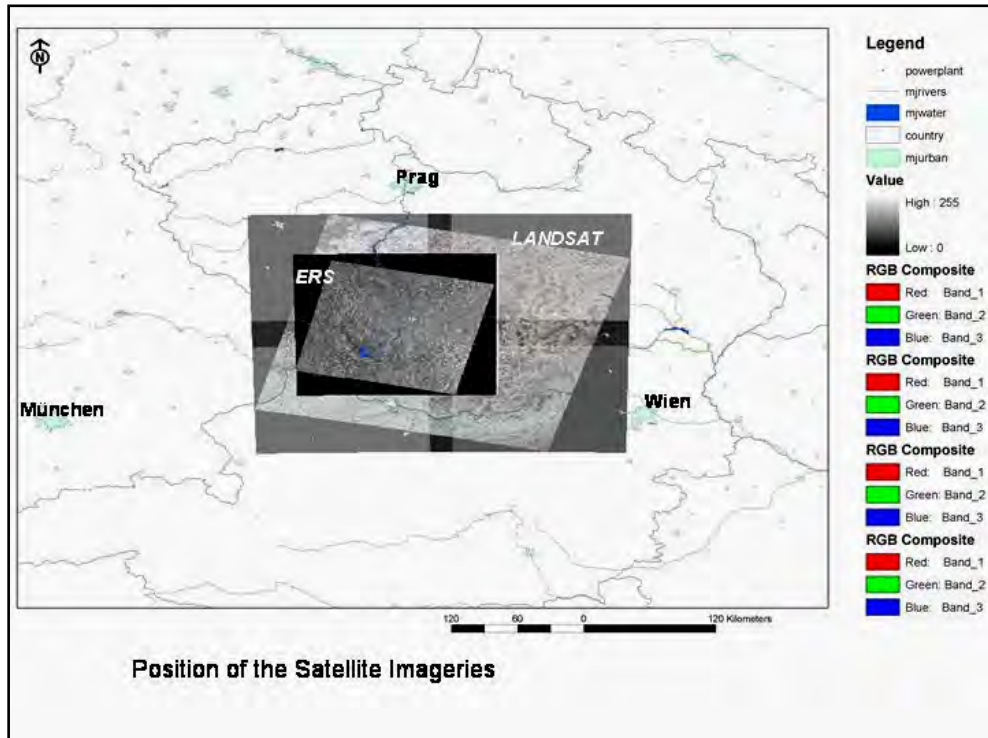 N
Prag
LANDSAT
ERS
München
Wien
Legend
powerplant
mjrivers
mjwater
country
mjurban
Value
High : 255
Low : 0
RGB Composite
Red: Band_1
Green: Band_2
Blue: Band_3
RGB Composite
Red: Band_1
Green: Band_2
Blue: Band_3
RGB Composite
Red: Band_1
Green: Band_2
Blue: Band_3
RGB Composite
Red: Band_1
Green: Band_2
Blue: Band_3
120 60 0 120 Kilometers
Position of the Satellite Imageries